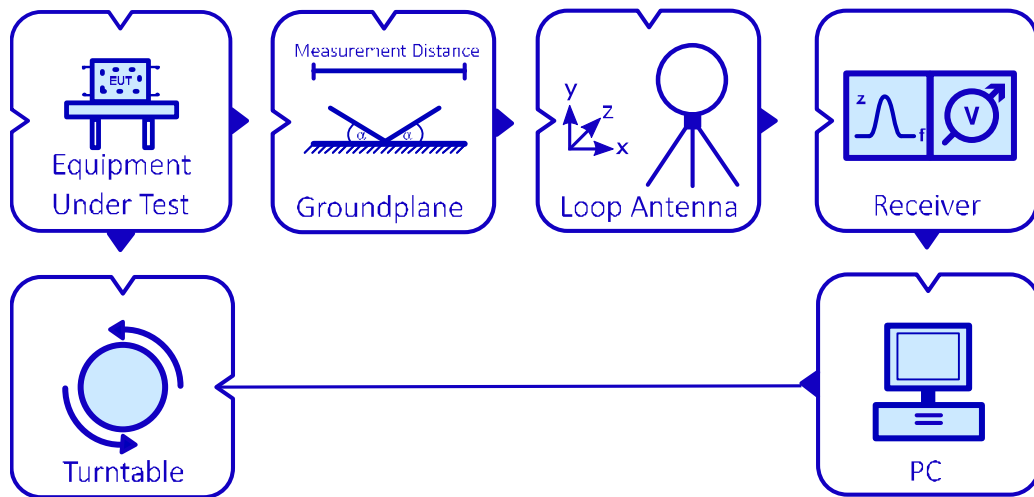 EUT
Equipment
Under Test
Measurement Distance
α α
Groundplane
y
z
x
Loop Antenna
z
f
V
Receiver
Turntable
PC